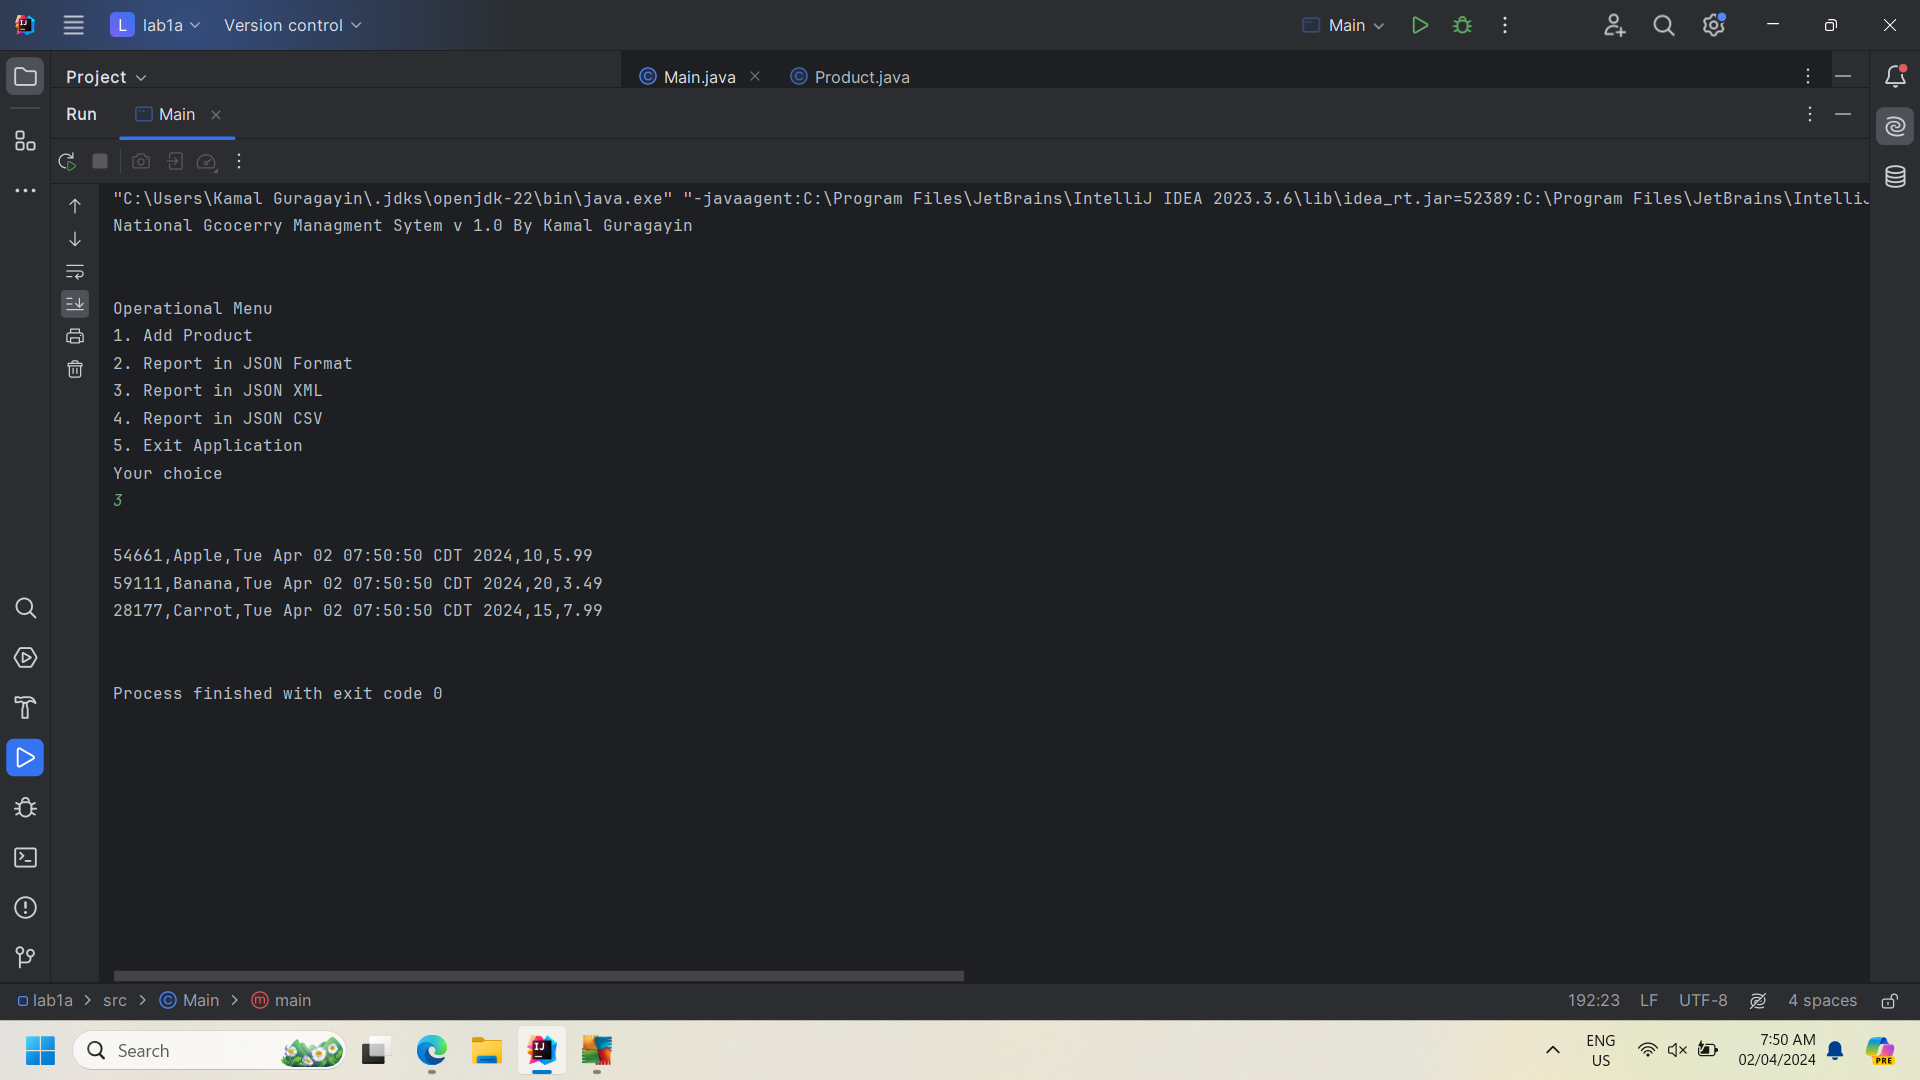 L lab1a Version control Main
Project Main.java Product.java
Run Main
"C:\Users\Kamal Guragayin\.jdks\openjdk-22\bin\java.exe" "-javaagent:C:\Program Files\JetBrains\IntelliJ IDEA 2023.3.6\lib\idea_rt.jar=52389:C:\Program Files\JetBrains\IntelliJ
National Gcocerry Managment Sytem v 1.0 By Kamal Guragayin
Operational Menu
1. Add Product
2. Report in JSON Format
3. Report in JSON XML
4. Report in JSON CSV
5. Exit Application
Your choice
3
54661,Apple,Tue Apr 02 07:50:50 CDT 2024,10,5.99
59111,Banana,Tue Apr 02 07:50:50 CDT 2024,20,3.49
28177,Carrot,Tue Apr 02 07:50:50 CDT 2024,15,7.99
Process finished with exit code 0
lab1a > src > Main > main 192:23 LF UTF-8 4 spaces
Search ENG 7:50 AM
US 02/04/2024 PRE